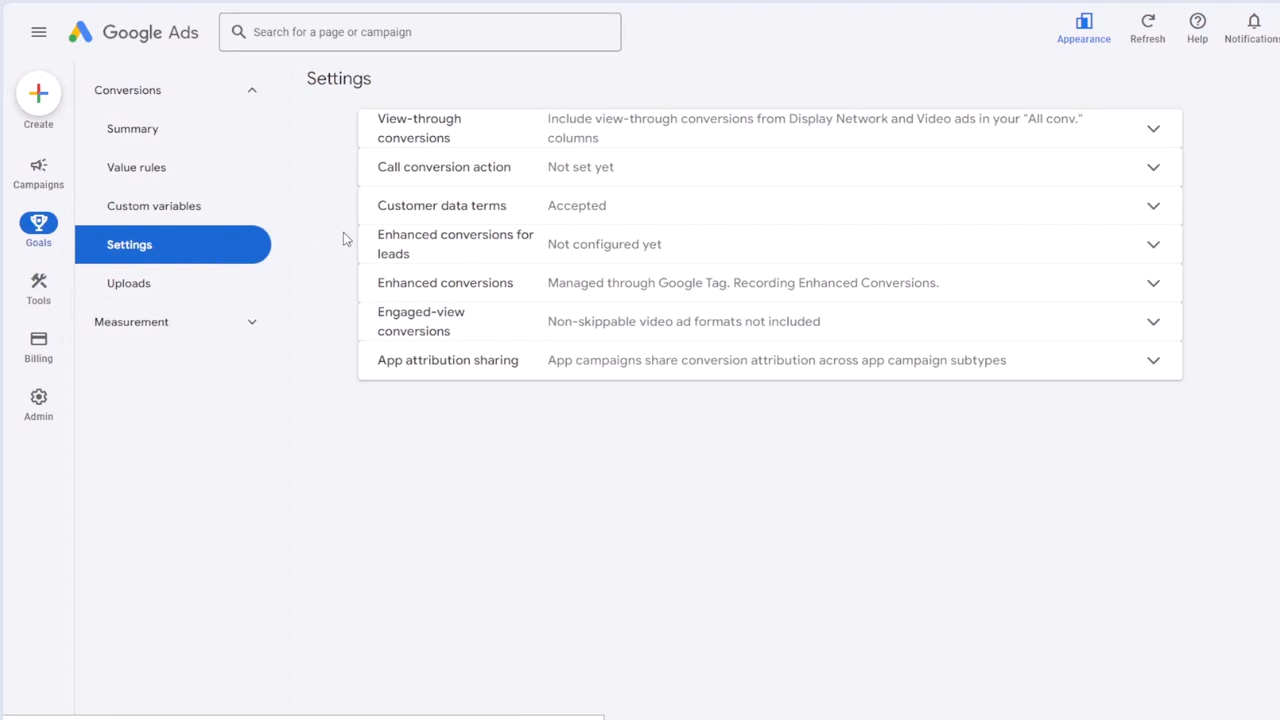 Google Ads
Search for a page or campaign
Appearance
Refresh
Help
Notifications
Create
Campaigns
Goals
Tools
Billing
Admin
Conversions
Summary
Value rules
Custom variables
Settings
Uploads
Measurement
Settings
View-through
conversions
Include view-through conversions from Display Network and Video ads in your "All conv."
columns
Call conversion action
Not set yet
Customer data terms
Accepted
Enhanced conversions for
leads
Not configured yet
Enhanced conversions
Managed through Google Tag. Recording Enhanced Conversions.
Engaged-view
conversions
Non-skippable video ad formats not included
App attribution sharing
App campaigns share conversion attribution across app campaign subtypes